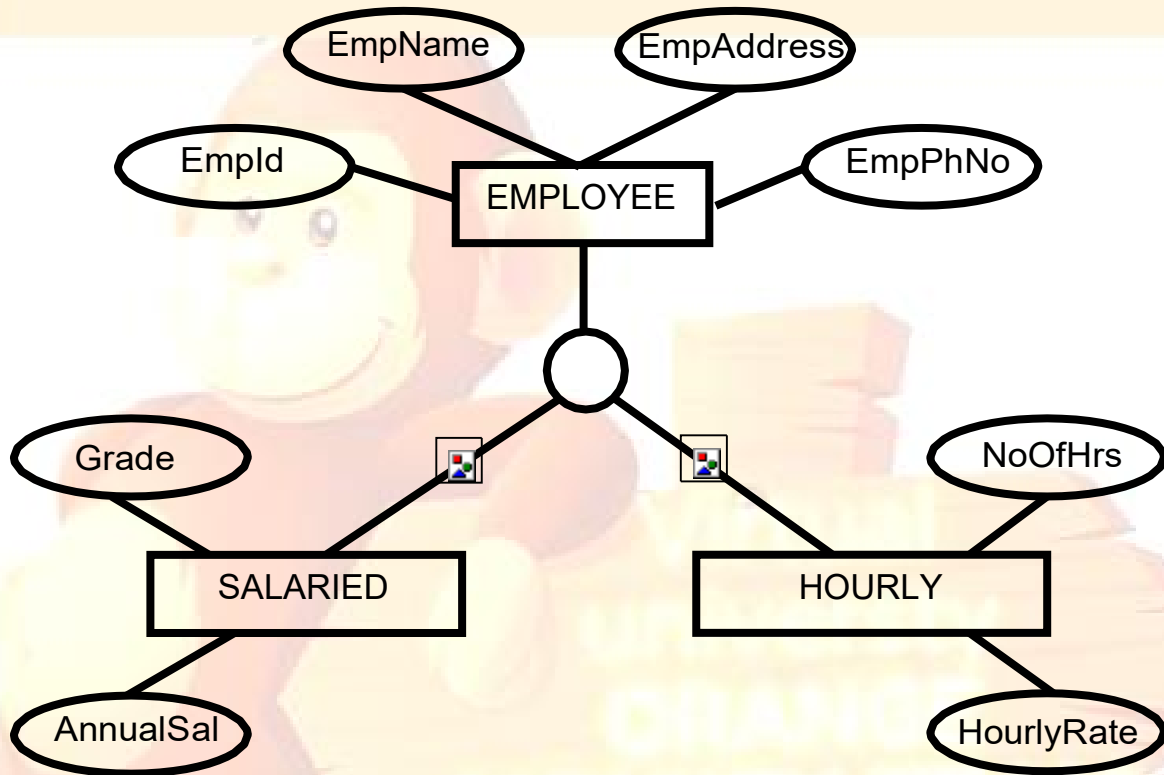 EmpName
EmpAddress
EmpId
EmpPhNo
EMPLOYEE
Grade
NoOfHrs
SALARIED
HOURLY
AnnualSal
HourlyRate